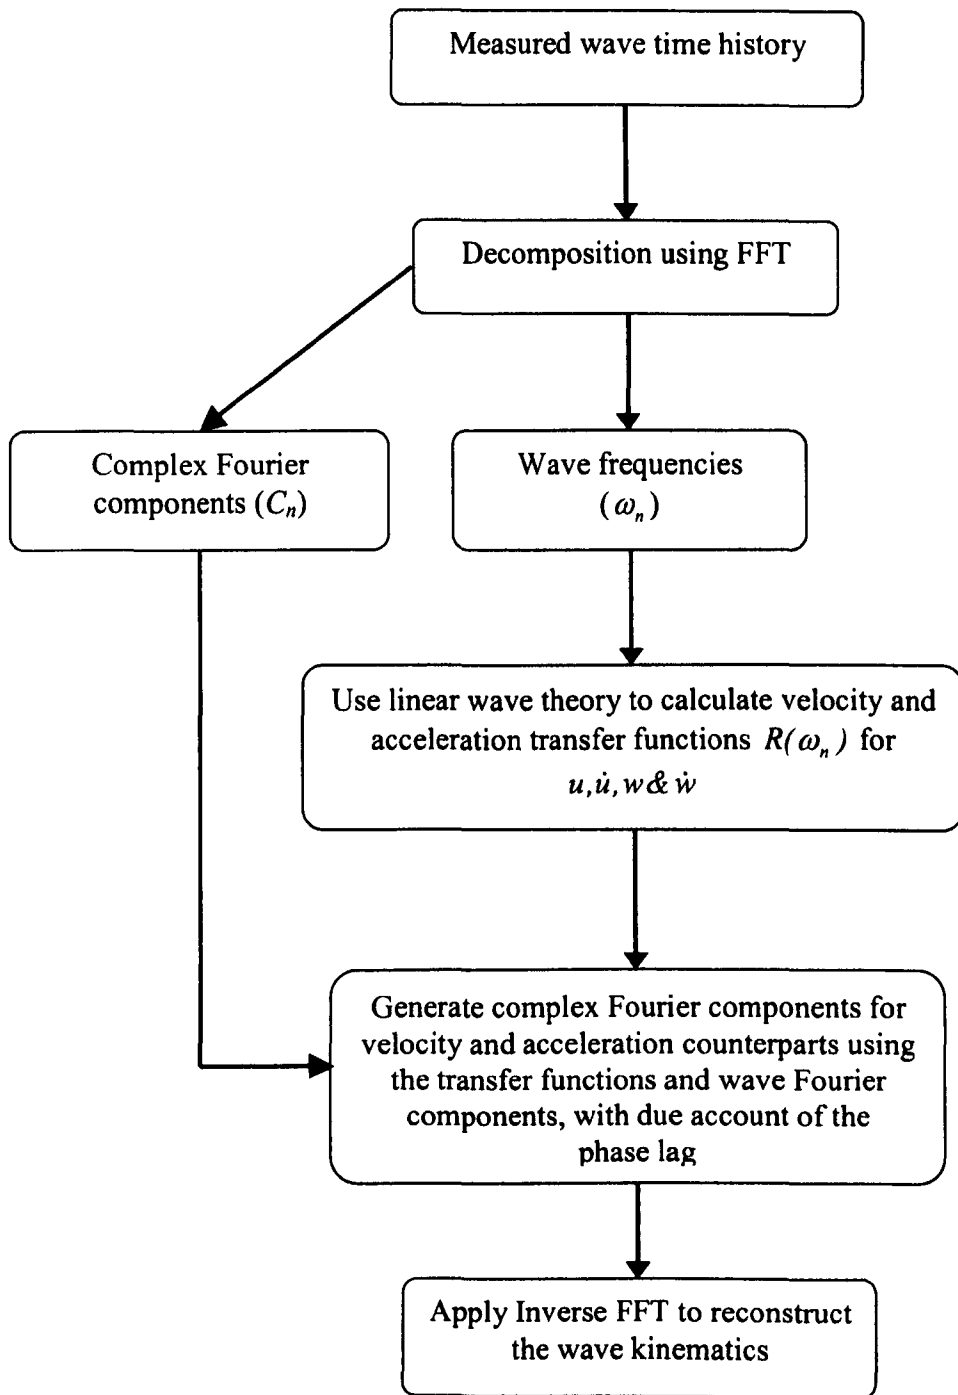 Measured wave time history
Decomposition using FFT
Complex Fourier
components (Cₙ)
Wave frequencies
(ωₙ)
Use linear wave theory to calculate velocity and
acceleration transfer functions R(ωₙ) for
u,u̇,w& ẇ
Generate complex Fourier components for
velocity and acceleration counterparts using
the transfer functions and wave Fourier
components, with due account of the
phase lag
Apply Inverse FFT to reconstruct
the wave kinematics